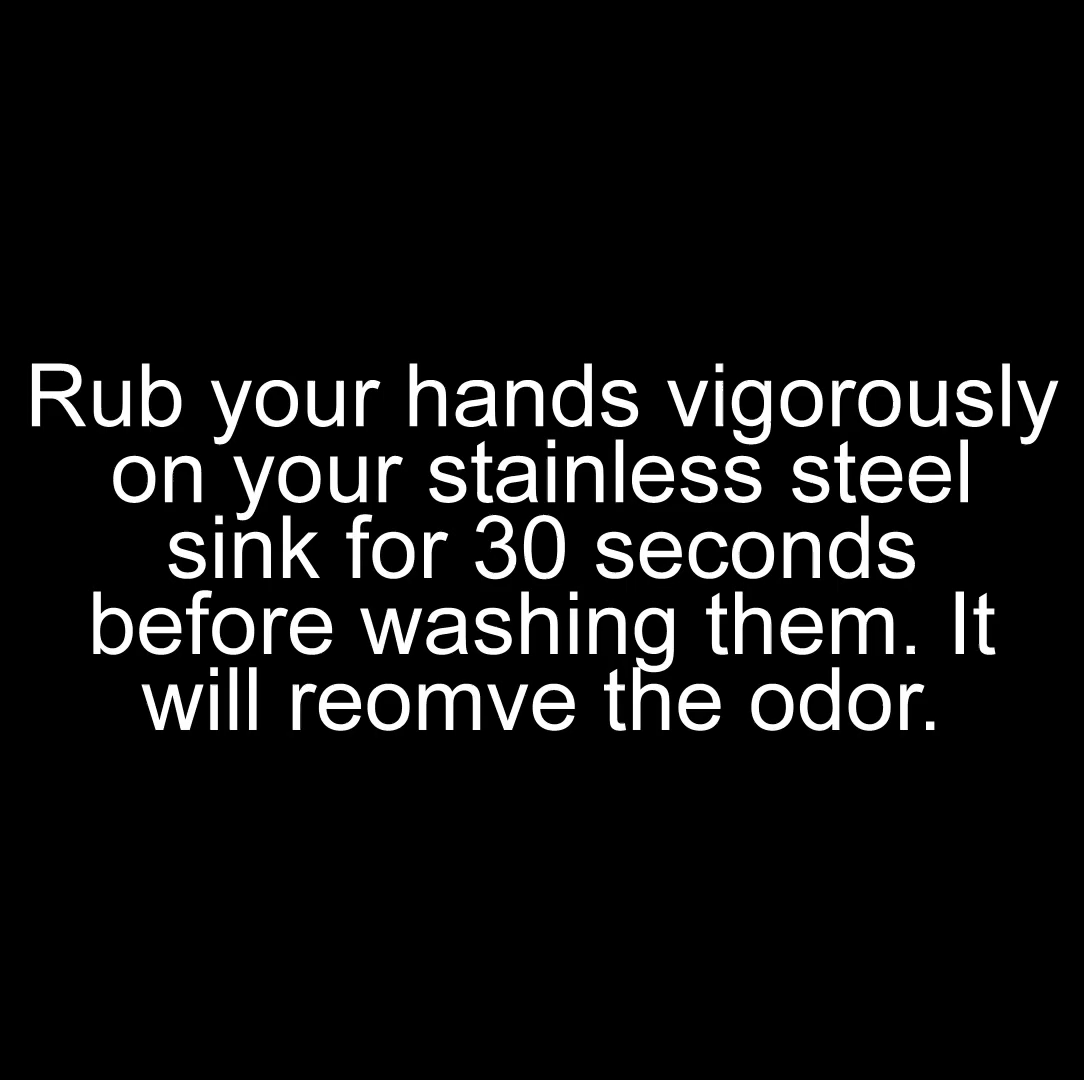 Rub your hands vigorously
on your stainless steel
sink for 30 seconds
before washing them. It
will reomve the odor.